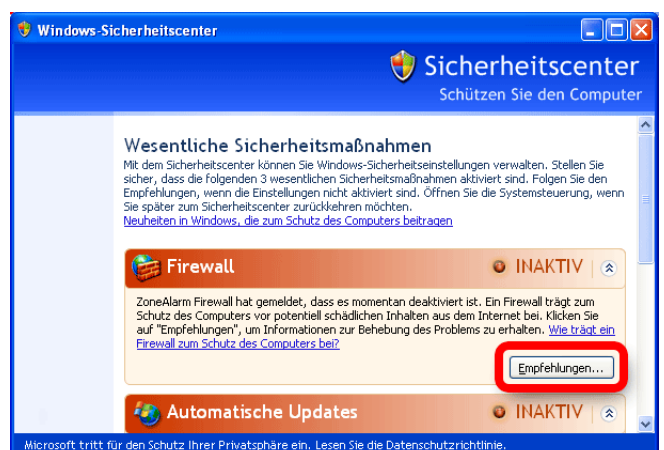 Windows-Sicherheitscenter
Sicherheitscenter
Schützen Sie den Computer
Wesentliche Sicherheitsmaßnahmen
Mit dem Sicherheitscenter können Sie Windows-Sicherheitseinstellungen verwalten. Stellen Sie
sicher, dass die folgenden 3 wesentlichen Sicherheitsmaßnahmen aktiviert sind. Folgen Sie den
Empfehlungen, wenn die Einstellungen nicht aktiviert sind. Öffnen Sie die Systemsteuerung, wenn
Sie später zum Sicherheitscenter zurückkehren möchten.
Neuheiten in Windows, die zum Schutz des Computers beitragen
Firewall INAKTIV
ZoneAlarm Firewall hat gemeldet, dass es momentan deaktiviert ist. Ein Firewall trägt zum
Schutz des Computers vor potentiell schädlichen Inhalten aus dem Internet bei. Klicken Sie
auf "Empfehlungen", um Informationen zur Behebung des Problems zu erhalten. Wie trägt ein
Firewall zum Schutz des Computers bei?
Empfehlungen...
Automatische Updates INAKTIV
Microsoft tritt für den Schutz Ihrer Privatsphäre ein. Lesen Sie die Datenschutzrichtlinie.